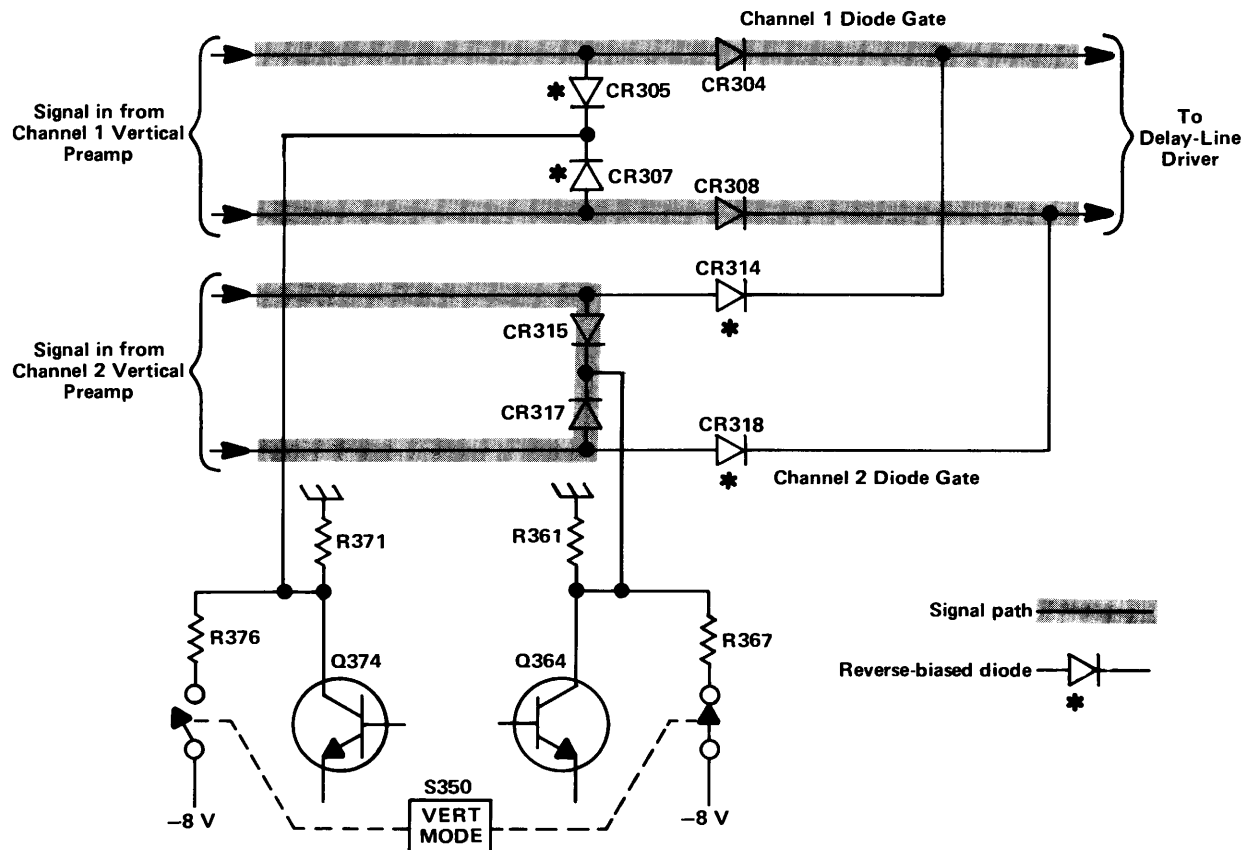 Channel 1 Diode Gate
CR304
Signal in from
Channel 1 Vertical
Preamp
* CR305
* CR307
CR308
To
Delay-Line
Driver
CR314
*
Signal in from
Channel 2 Vertical
Preamp
CR315
CR317
CR318
*
Channel 2 Diode Gate
R371
R361
R376
Q374
Q364
R367
Signal path
Reverse-biased diode
*
S350
VERT
MODE
–8 V
–8 V